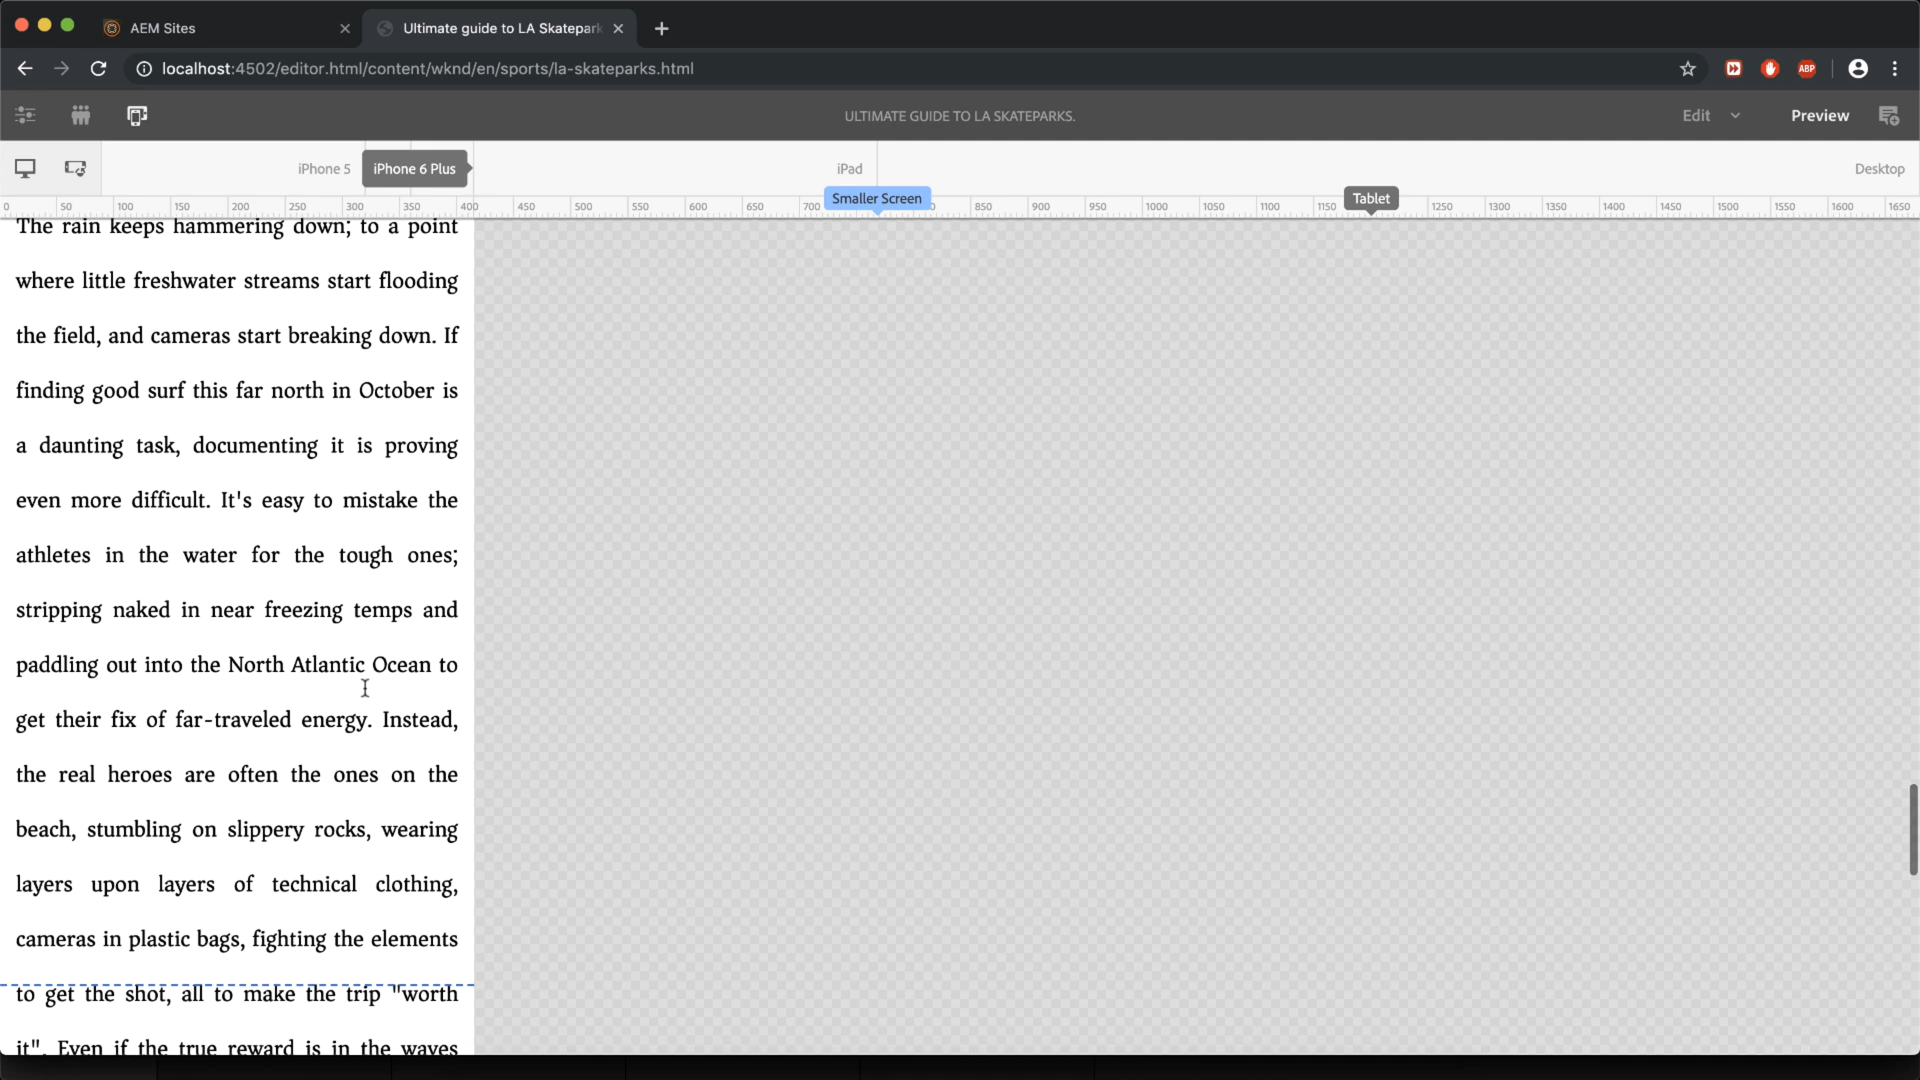 AEM Sites
Ultimate guide to LA Skatepark
localhost:4502/editor.html/content/wknd/en/sports/la-skateparks.html
ABP
ULTIMATE GUIDE TO LA SKATEPARKS.
Edit
Preview
iPhone 5
iPhone 6 Plus
iPad
Desktop
Smaller Screen
Tablet
0 50 100 150 200 250 300 350 400 450 500 550 600 650 700 850 900 950 1000 1050 1100 1150 1250 1300 1350 1400 1450 1500 1550 1600 1650
The rain keeps hammering down; to a point
where little freshwater streams start flooding
the field, and cameras start breaking down. If
finding good surf this far north in October is
a daunting task, documenting it is proving
even more difficult. It's easy to mistake the
athletes in the water for the tough ones;
stripping naked in near freezing temps and
paddling out into the North Atlantic Ocean to
get their fix of far-traveled energy. Instead,
the real heroes are often the ones on the
beach, stumbling on slippery rocks, wearing
layers upon layers of technical clothing,
cameras in plastic bags, fighting the elements
to get the shot, all to make the trip "worth
it". Even if the true reward is in the waves